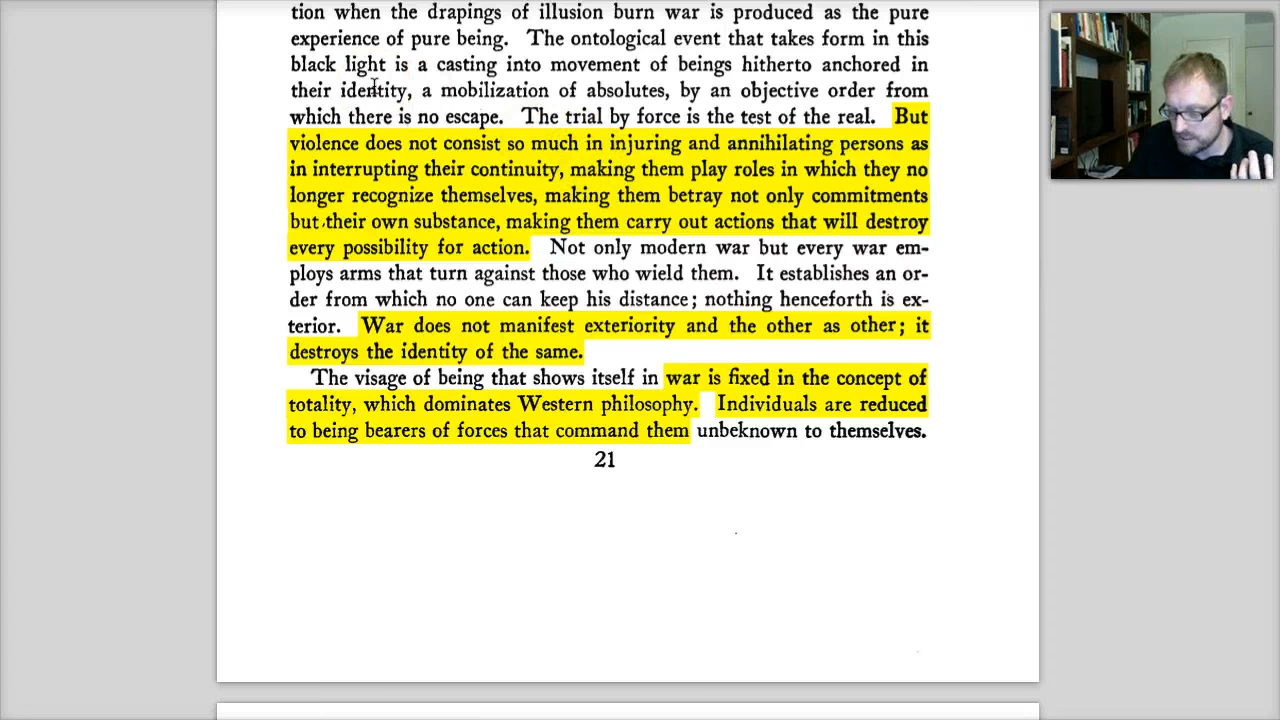 tion when the drapings of illusion burn war is produced as the pure
experience of pure being. The ontological event that takes form in this
black light is a casting into movement of beings hitherto anchored in
their identity, a mobilization of absolutes, by an objective order from
which there is no escape. The trial by force is the test of the real. But
violence does not consist so much in injuring and annihilating persons as
in interrupting their continuity, making them play roles in which they no
longer recognize themselves, making them betray not only commitments
but their own substance, making them carry out actions that will destroy
every possibility for action. Not only modern war but every war em-
ploys arms that turn against those who wield them. It establishes an or-
der from which no one can keep his distance; nothing henceforth is ex-
terior. War does not manifest exteriority and the other as other; it
destroys the identity of the same.
The visage of being that shows itself in war is fixed in the concept of
totality, which dominates Western philosophy. Individuals are reduced
to being bearers of forces that command them unbeknown to themselves.
21